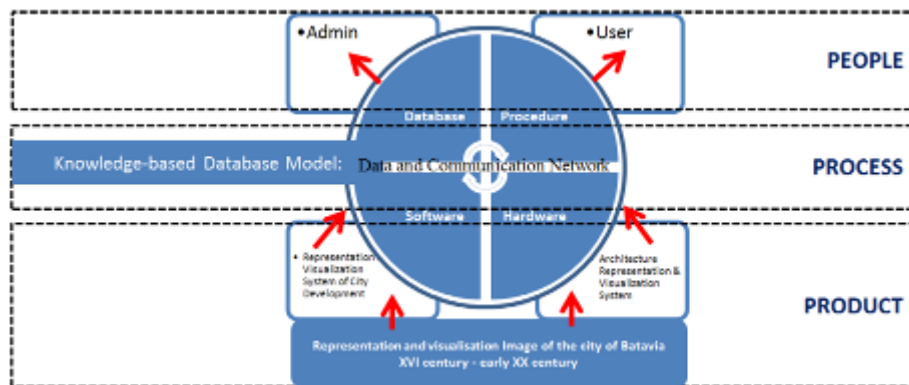 •Admin
•User
PEOPLE
Database
Procedure
Knowledge-based Database Model:
Data and Communication Network
PROCESS
Software
Hardware
• Representation
Visualization
System of City
Development
Architecture
Representation &
Visualization
System
PRODUCT
Representation and visualisation Image of the city of Batavia
XVI century - early XX century